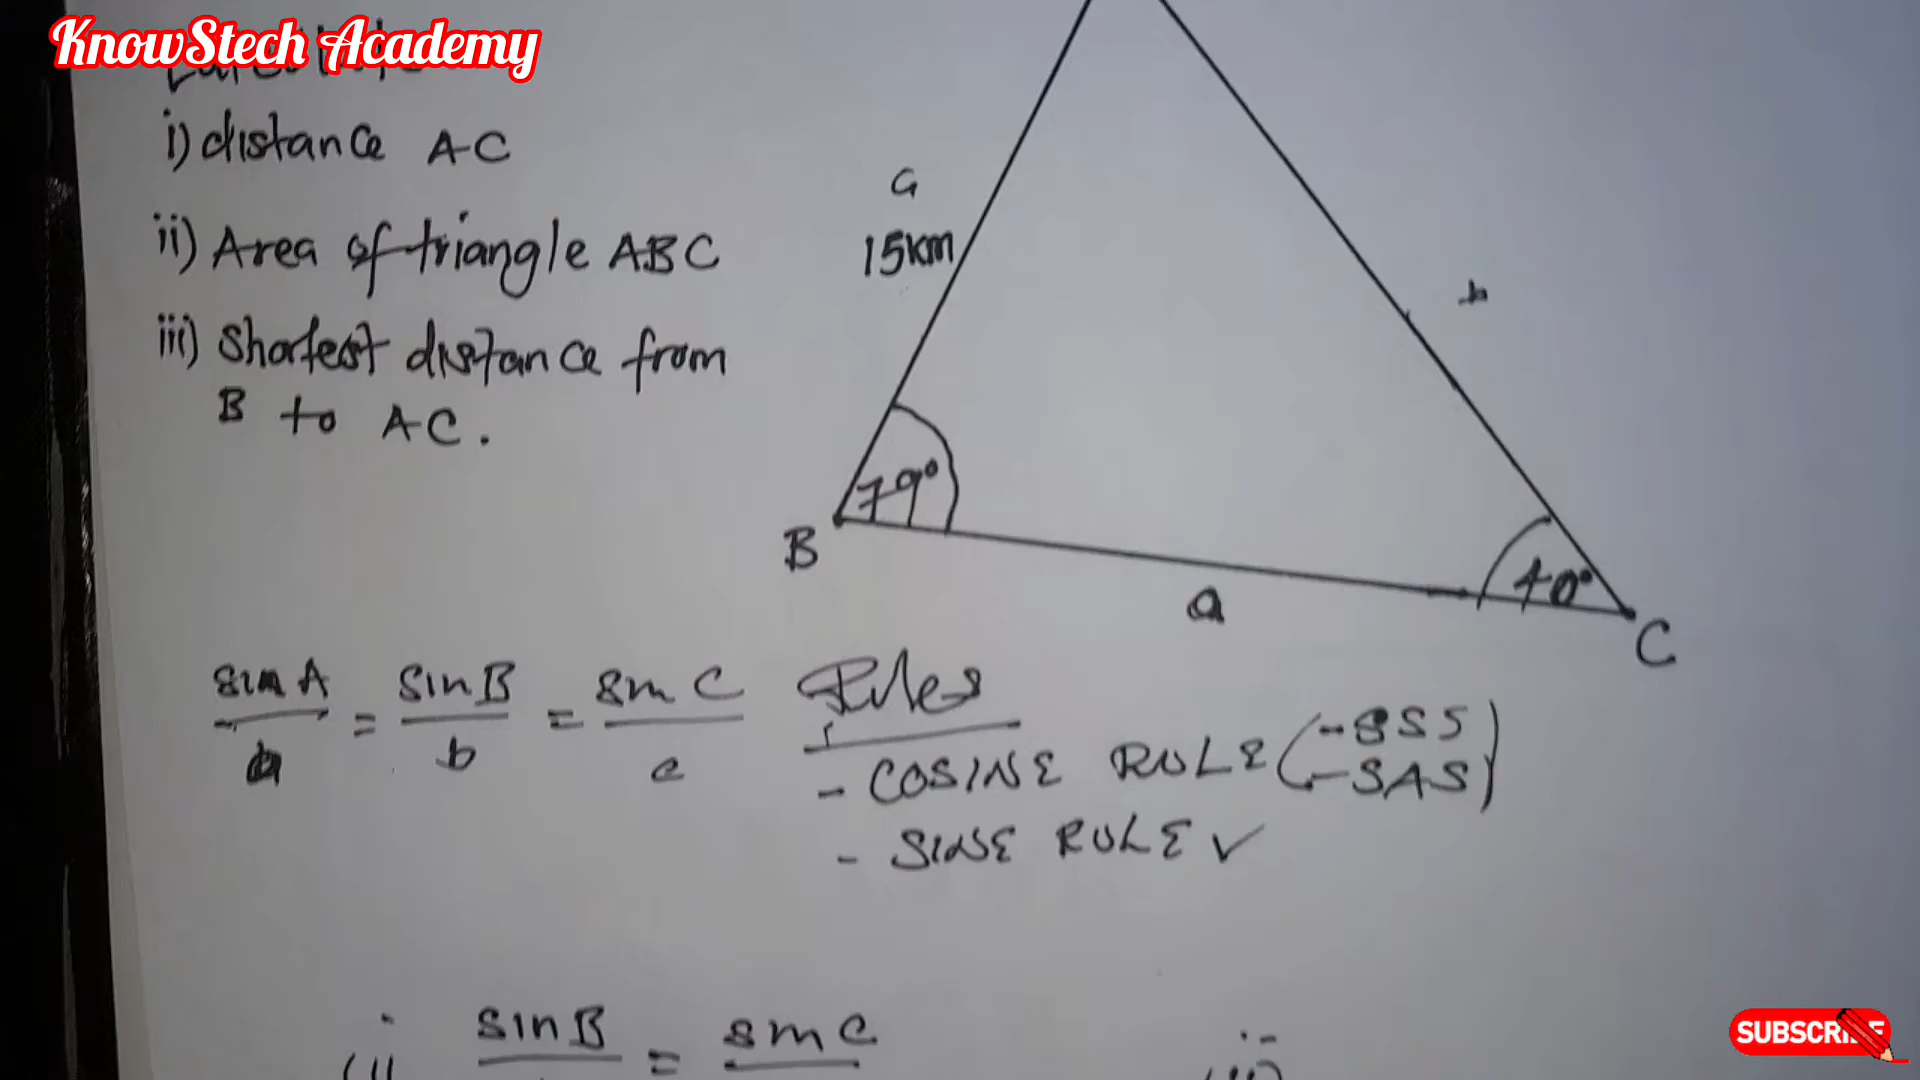 KnowStech Academy
i) distance AC
ii) Area of triangle ABC
iii) Shortest distance from
B to AC.
15km
b
79°
B
40°
a
C
sin A = sin B = sin C
a b c
Rules
- COSINE RULE (- SSS
- SAS)
- SINE RULE ✓
sin B = sin C
SUBSCRIBE